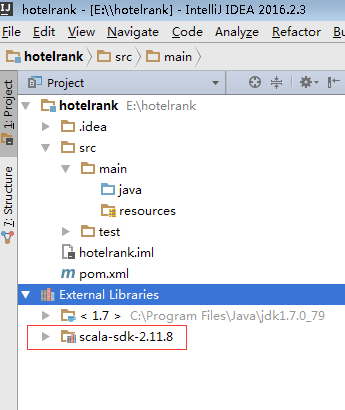 hotelrank - [E:\\hotelrank] - IntelliJ IDEA 2016.2.3
File Edit View Navigate Code Analyze Refactor
hotelrank src main
Project
hotelrank E:\hotelrank
.idea
src
main
java
resources
test
hotelrank.iml
pom.xml
External Libraries
< 1.7 > C:\Program Files\Java\jdk1.7.0_79
scala-sdk-2.11.8
1: Project
7: Structure